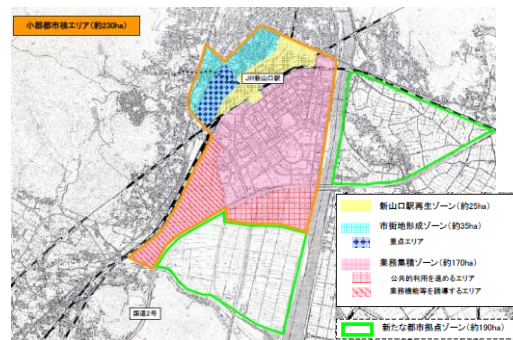 小郡都市核エリア(約230ha)
JR新山口駅
新山口駅再生ゾーン(約25ha)
市街地形成ゾーン(約35ha)
重点エリア
業務集積ゾーン(約170ha)
公共的利用を進めるエリア
業務機能等を誘導するエリア
国道2号
新たな都市拠点ゾーン(約190ha)